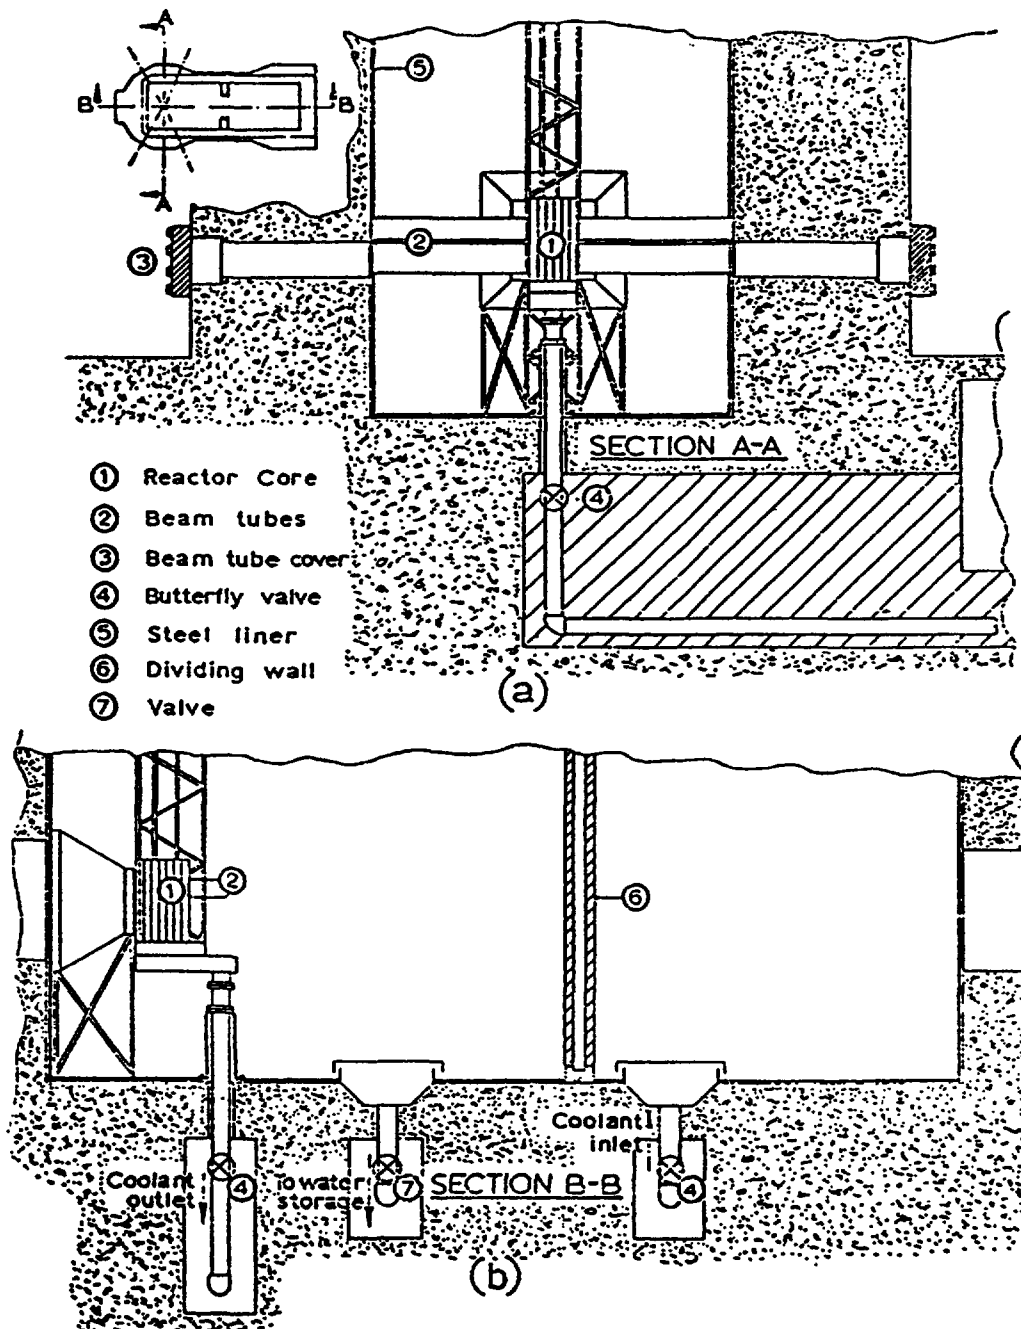 A
B
B
A
⑤
②
①
③
SECTION A-A
④
① Reactor Core
② Beam tubes
③ Beam tube cover
④ Butterfly valve
⑤ Steel liner
⑥ Dividing wall
⑦ Valve
(a)
①
②
⑥
Coolant
inlet
Coolant
outlet
④
To water
storage
⑦
SECTION B-B
④
(b)